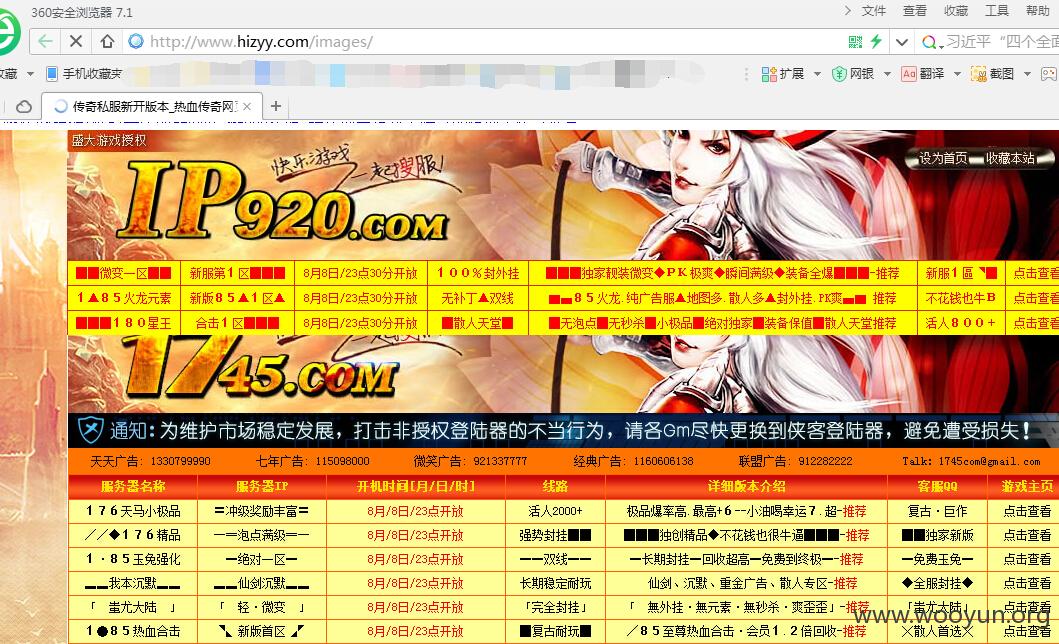 360安全浏览器 7.1
文件 查看 收藏 工具 帮助
http://www.hizyy.com/images/
习近平 “四个全面
收藏 手机收藏夹 扩展 网银 翻译 截图
传奇私服新开版本_热血传奇网
盛大游戏授权
快乐游戏 一起搜服!
设为首页 收藏本站
IP920.COM
■■微变一区■■ 新服第1区■■■ 8月8日/23点30分开放 100%封外挂 ■■■独家靓装微变◆PK极爽◆瞬间满级◆装备全爆■■■-推荐 新服1區◥■ 点击查看
1▲85火龙元素 新版85▲1区▲ 8月8日/23点30分开放 无补丁▲双线 ■▄85火龙.纯广告服▲地图多.散人多▲封外挂.PK爽▄■ 推荐 不花钱也牛B 点击查看
■■■180星王 合击1区■■■ 8月8日/23点30分开放 ■散人天堂■ ■无泡点■无秒杀■小极品■绝对独家■装备保值■散人天堂推荐 活人800+ 点击查看
1745.COM
通知:为维护市场稳定发展，打击非授权登陆器的不当行为，请各Gm尽快更换到侠客登陆器，避免遭受损失！
天天广告: 1330799990 七年广告: 115098000 微笑广告: 921337777 经典广告: 1160606138 联盟广告: 912282222 Talk: 1745com@gmail.com
服务器名称 服务器IP 开机时间[月/日/时] 线路 详细版本介绍 客服QQ 游戏主页
176天马小极品 〓冲级奖励丰富〓 8月/8日/23点开放 活人2000+ 极品爆率高.最高+6--小油喝幸运7.超-推荐 复古·巨作 点击查看
／／◆176精品 ―═泡点满级═― 8月/8日/23点开放 强势封挂■■ ■■■独创精品◆不花钱也很牛逼■■■-推荐 ■■独家新版 点击查看
1·85玉兔强化 ━绝对一区━ 8月/8日/23点开放 ━━双线━━ ━长期封挂━回收超高━免费到终极━-推荐 ━免费玉兔━ 点击查看
▂▂我本沉默▂▂ ▂▂仙剑沉默▂▂ 8月/8日/23点开放 长期稳定耐玩 仙剑、沉默、重金广告、散人专区-推荐 ◆全服封挂◆ 点击查看
「 蚩尤大陆 」 「 轻·微变 」 8月/8日/23点开放 「完全封挂」 「 無外挂·無元素·無秒杀·爽歪歪」-推荐 「蚩尤大陆」 点击查看
1●85热血合击 ◥◣新版首区◢◤ 8月/8日/23点开放 ■复古耐玩■ ╱85至尊热血合击·会员1.2倍回收-推荐 ╳散人首选╳ 点击查看
www.wooyun.org